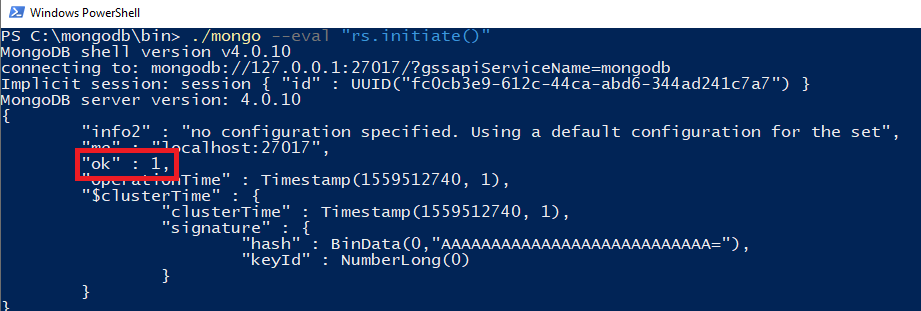 Windows PowerShell
PS C:\mongodb\bin> ./mongo --eval "rs.initiate()"
MongoDB shell version v4.0.10
connecting to: mongodb://127.0.0.1:27017/?gssapiServiceName=mongodb
Implicit session: session { "id" : UUID("fc0cb3e9-612c-44ca-abd6-344ad241c7a7") }
MongoDB server version: 4.0.10
{
"info2" : "no configuration specified. Using a default configuration for the set",
"me" : "localhost:27017",
"ok" : 1,
"operationTime" : Timestamp(1559512740, 1),
"$clusterTime" : {
"clusterTime" : Timestamp(1559512740, 1),
"signature" : {
"hash" : BinData(0,"AAAAAAAAAAAAAAAAAAAAAAAAAAA="),
"keyId" : NumberLong(0)
}
}
}